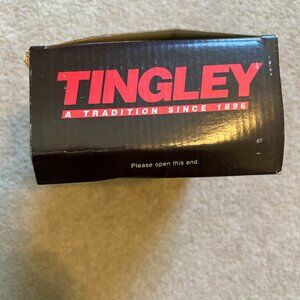 TINGLEY
A TRADITION SINCE 1896
Please open this end.